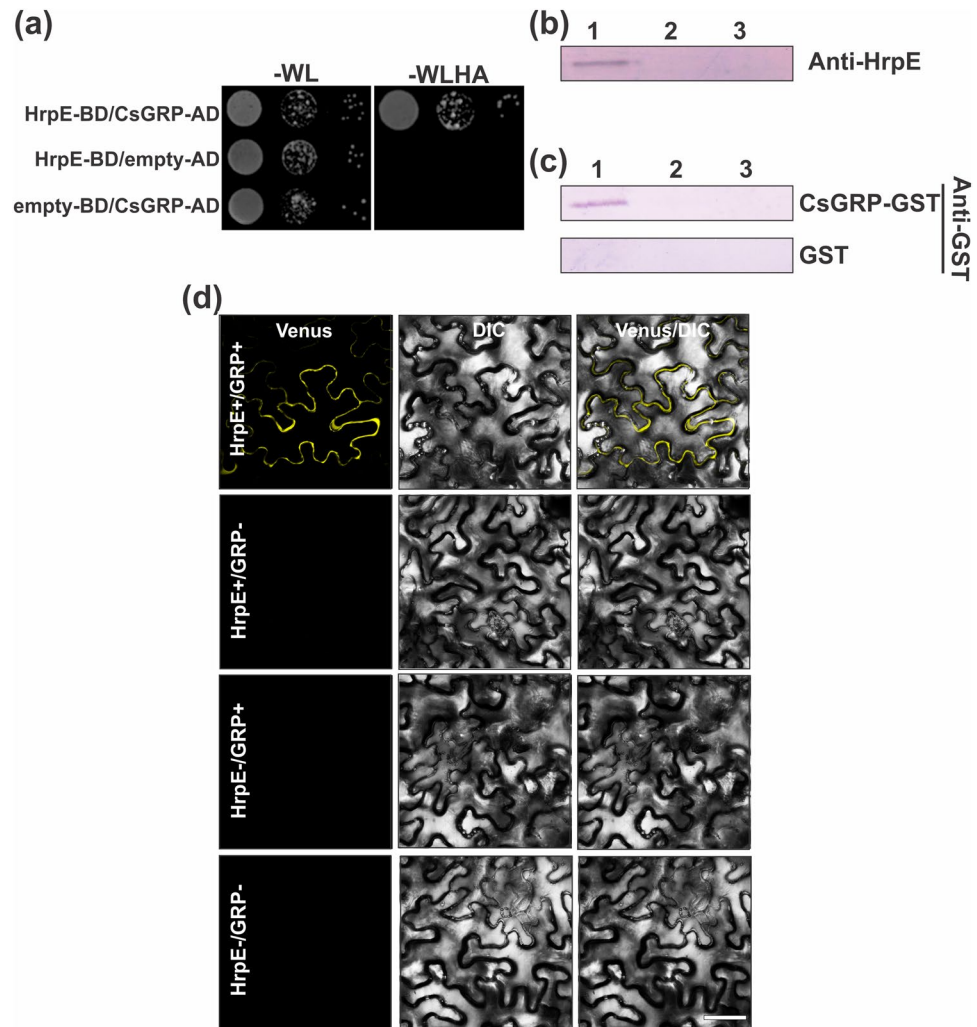 (a)
-WL -WLHA
HrpE-BD/CsGRP-AD
HrpE-BD/empty-AD
empty-BD/CsGRP-AD
(b)
1 2 3
Anti-HrpE
(c)
1 2 3
CsGRP-GST
GST
Anti-GST
(d)
Venus DIC Venus/DIC
HrpE+/GRP+
HrpE+/GRP-
HrpE-/GRP+
HrpE-/GRP-